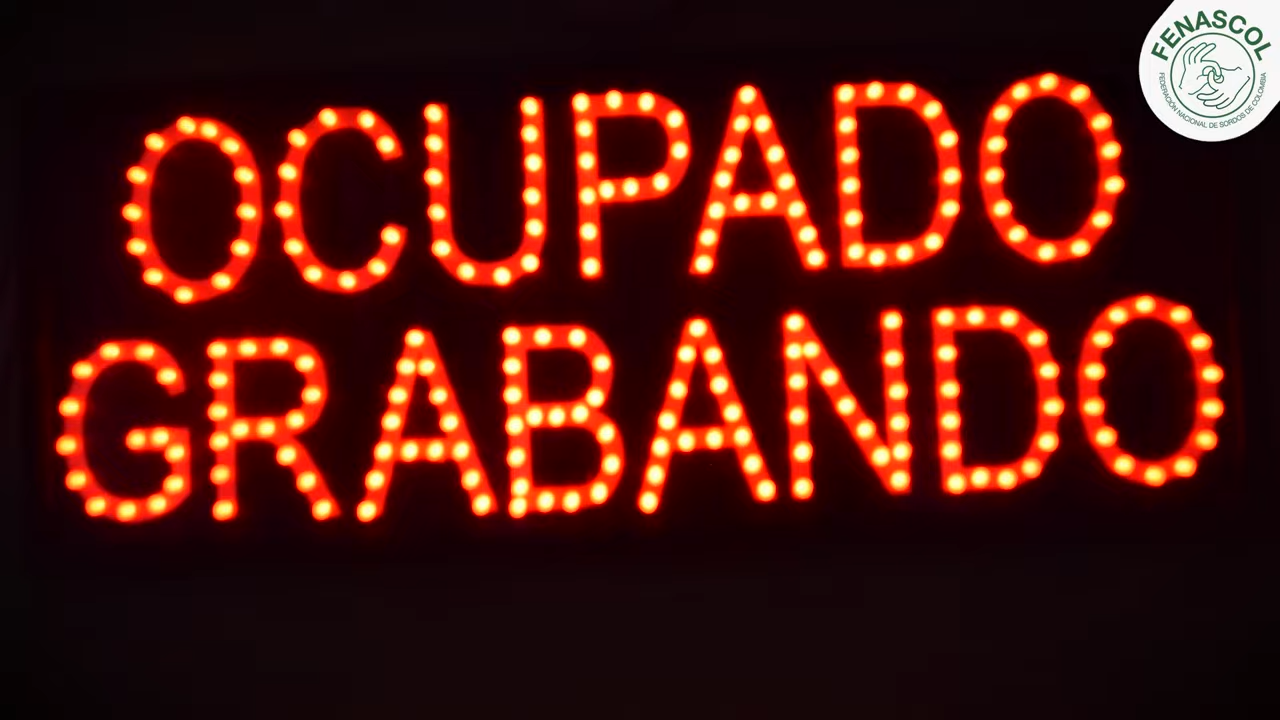 OCUPADO
GRABANDO
FENASCOL
FEDERACIÓN NACIONAL DE SORDOS DE COLOMBIA